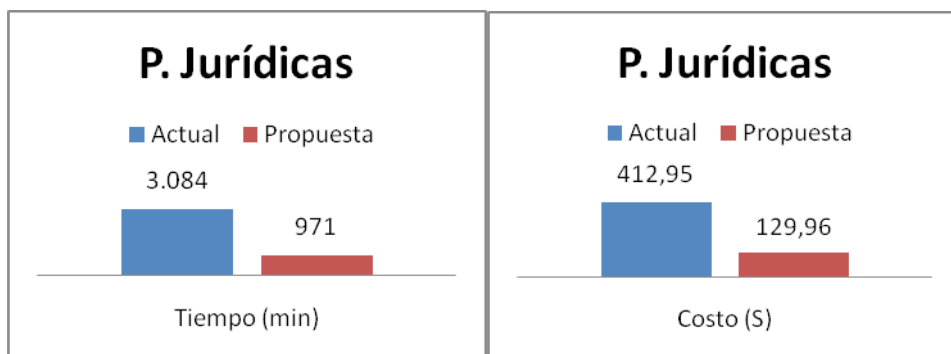 P. Jurídicas
Actual Propuesta
3.084
971
Tiempo (min)
P. Jurídicas
Actual Propuesta
412,95
129,96
Costo (S)